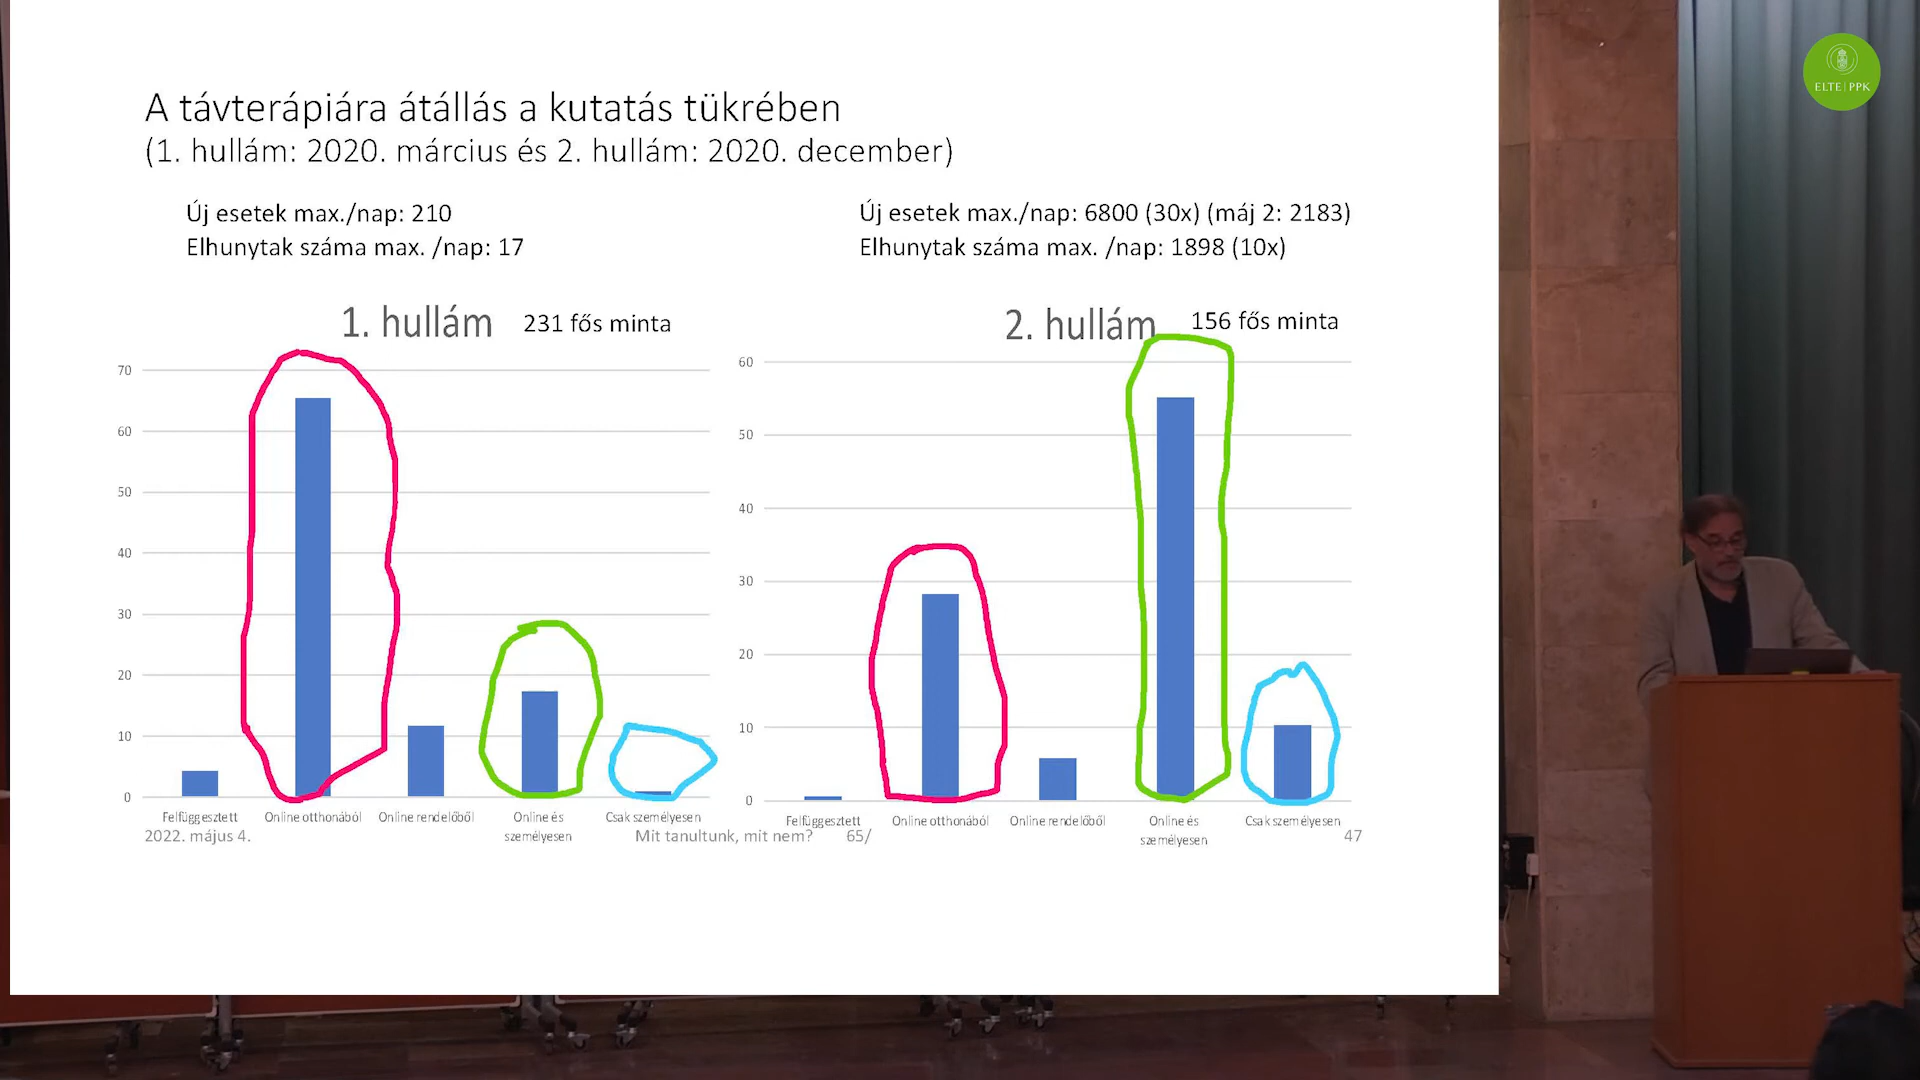 A távterápiára átállás a kutatás tükrében
(1. hullám: 2020. március és 2. hullám: 2020. december)
Új esetek max./nap: 210
Elhunytak száma max. /nap: 17
Új esetek max./nap: 6800 (30x) (máj 2: 2183)
Elhunytak száma max. /nap: 1898 (10x)
1. hullám 231 fős minta
70
60
50
40
30
20
10
0
Felfüggesztett
Online otthonából
Online rendelőből
Online és
személyesen
Csak személyesen
2. hullám 156 fős minta
60
50
40
30
20
10
0
Felfüggesztett
Online otthonából
Online rendelőből
Online és
személyesen
Csak személyesen
2022. május 4.
Mit tanultunk, mit nem?
65/
47
ELTE | PPK